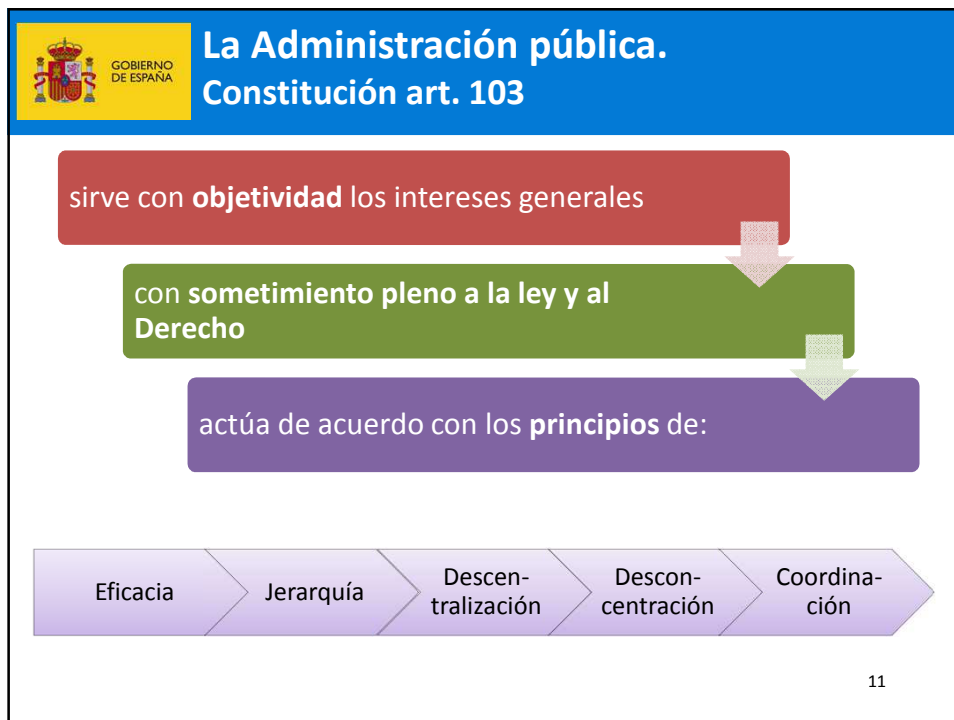 GOBIERNO
DE ESPAÑA
La Administración pública.
Constitución art. 103
sirve con objetividad los intereses generales
con sometimiento pleno a la ley y al
Derecho
actúa de acuerdo con los principios de:
Eficacia
Jerarquía
Descen-
tralización
Descon-
centración
Coordina-
ción
11